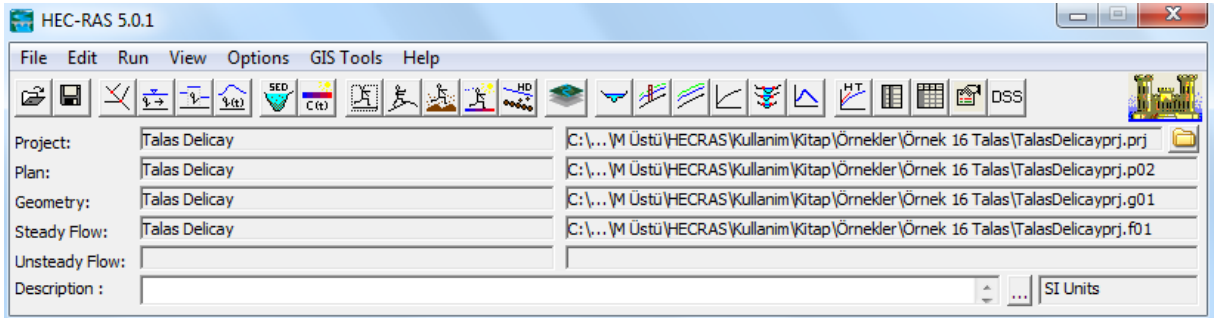 HEC-RAS 5.0.1
File Edit Run View Options GIS Tools Help
SED C(t) HD HT DSS
Project: Talas Delicay C:\...\M Üstü\HECRAS\Kullanim\Kitap\Örnekler\Örnek 16 Talas\TalasDelicayprj.prj
Plan: Talas Delicay C:\...\M Üstü\HECRAS\Kullanim\Kitap\Örnekler\Örnek 16 Talas\TalasDelicayprj.p02
Geometry: Talas Delicay C:\...\M Üstü\HECRAS\Kullanim\Kitap\Örnekler\Örnek 16 Talas\TalasDelicayprj.g01
Steady Flow: Talas Delicay C:\...\M Üstü\HECRAS\Kullanim\Kitap\Örnekler\Örnek 16 Talas\TalasDelicayprj.f01
Unsteady Flow:
Description : ... SI Units